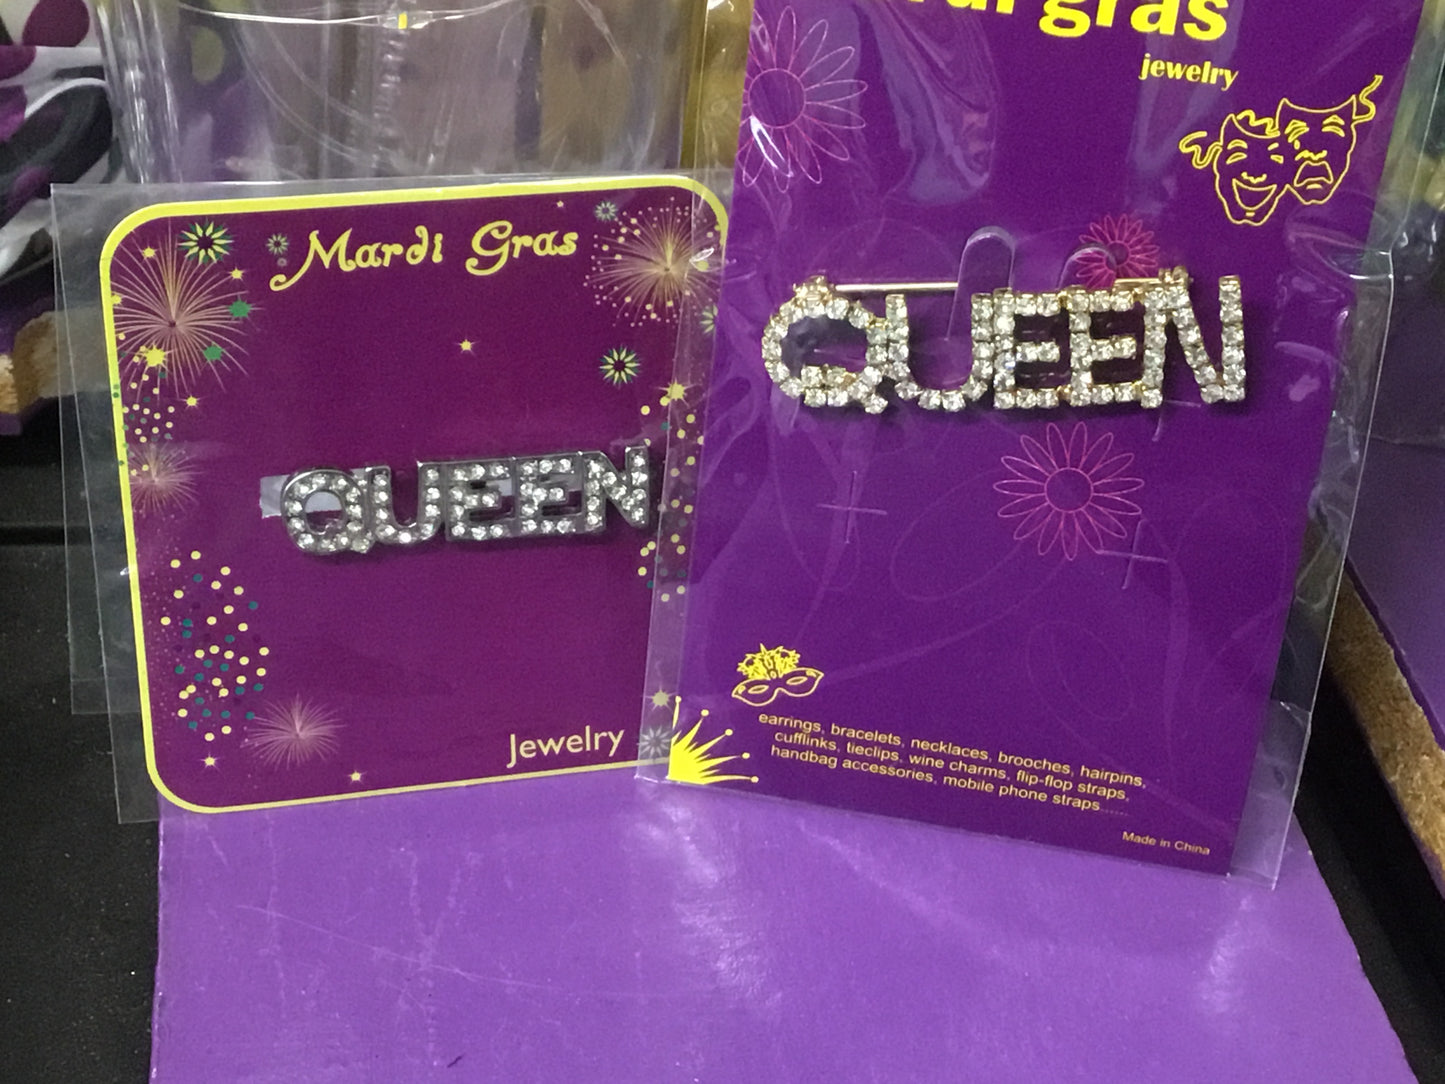 Mardi Gras
QUEEN
Jewelry
gras
jewelry
QUEEN
earrings, bracelets, necklaces, brooches, hairpins,
cufflinks, tieclips, wine charms, flip-flop straps,
handbag accessories, mobile phone straps......
Made in China